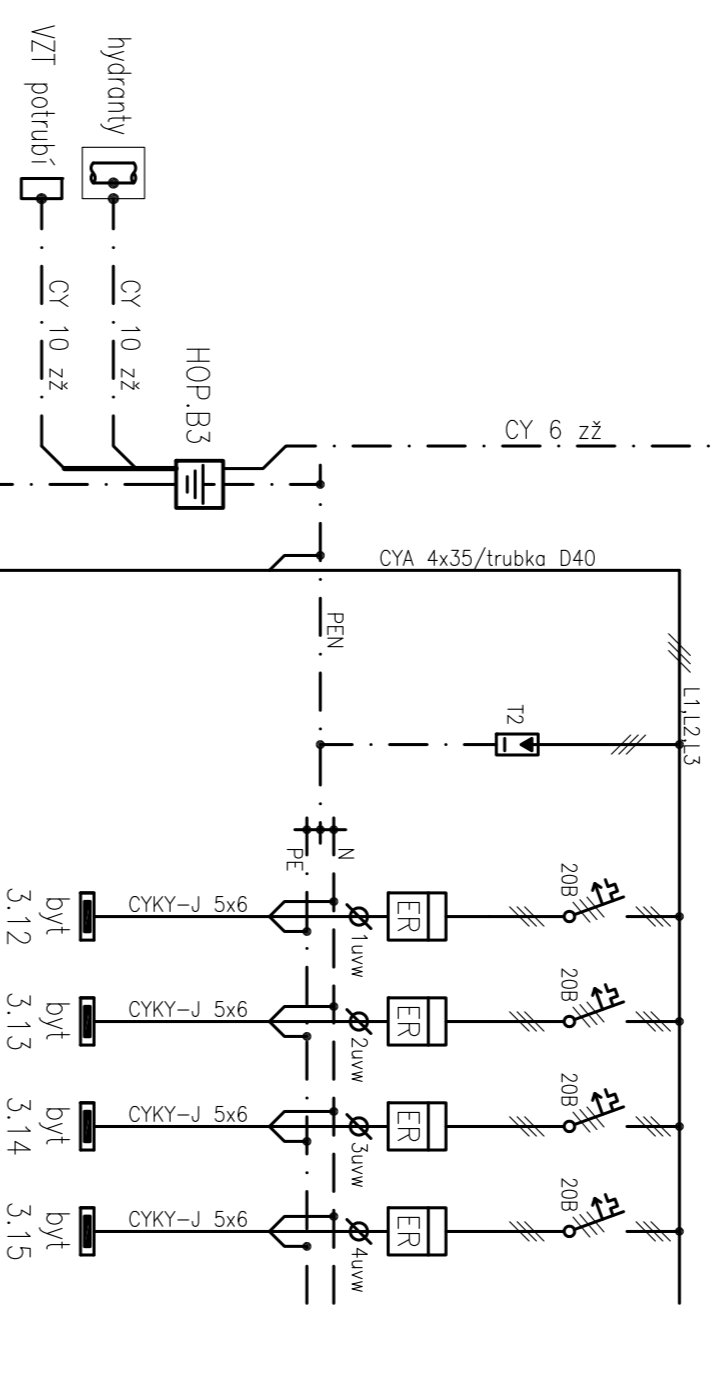 VZT potrubí
hydranty
CY 10 zž.
CY 10 zž.
HOP.B3
CY 6 zž
CYA 4x35/trubka D40
PEN
L1,L2,L3
T2
N
PE
20B
ER
1uvw
CYKY-J 5x6
byt
3.12
20B
ER
2uvw
CYKY-J 5x6
byt
3.13
20B
ER
3uvw
CYKY-J 5x6
byt
3.14
20B
ER
4uvw
CYKY-J 5x6
byt
3.15